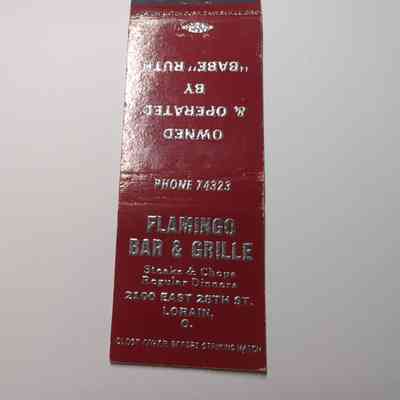 OWNED
& OPERATED
BY
"BABE" RUTH
PHONE 74323
FLAMINGO
BAR & GRILLE
Steaks & Chops
Regular Dinners
2100 EAST 28TH ST.
LORAIN,
O.
CLOSE COVER BEFORE STRIKING MATCH